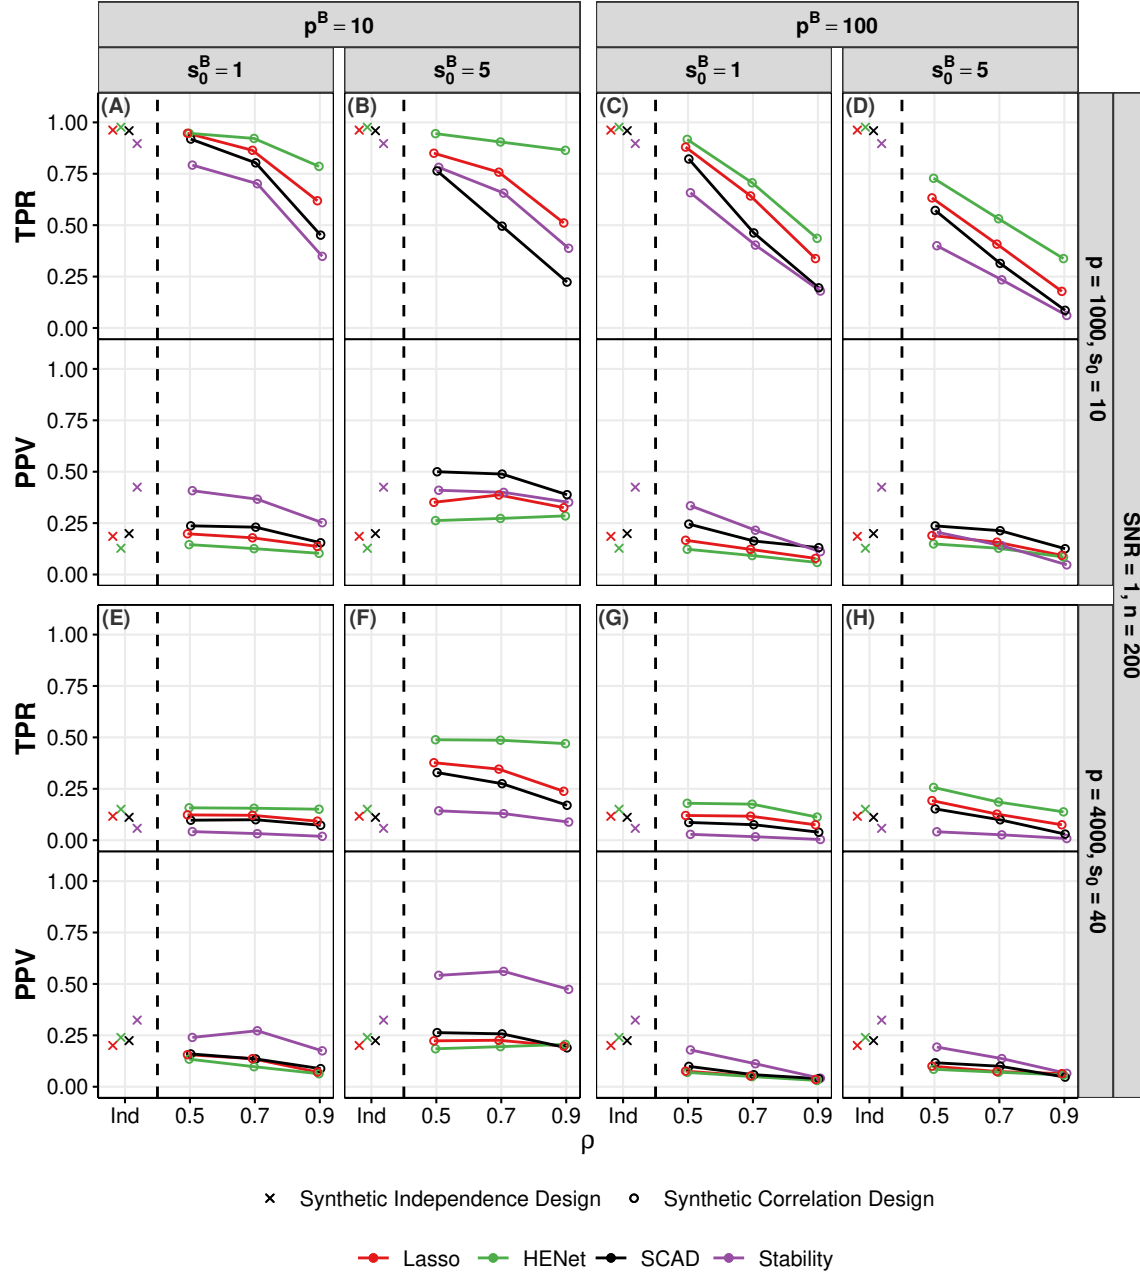 p^B = 10
p^B = 100
s_0^B = 1
s_0^B = 5
s_0^B = 1
s_0^B = 5
(A)
(B)
(C)
(D)
TPR
1.00
0.75
0.50
0.25
0.00
PPV
1.00
0.75
0.50
0.25
0.00
p = 1000, s_0 = 10
(E)
(F)
(G)
(H)
TPR
1.00
0.75
0.50
0.25
0.00
PPV
1.00
0.75
0.50
0.25
0.00
p = 4000, s_0 = 40
SNR = 1, n = 200
Ind 0.5 0.7 0.9 Ind 0.5 0.7 0.9 Ind 0.5 0.7 0.9 Ind 0.5 0.7 0.9
ρ
Synthetic Independence Design Synthetic Correlation Design
Lasso HENet SCAD Stability